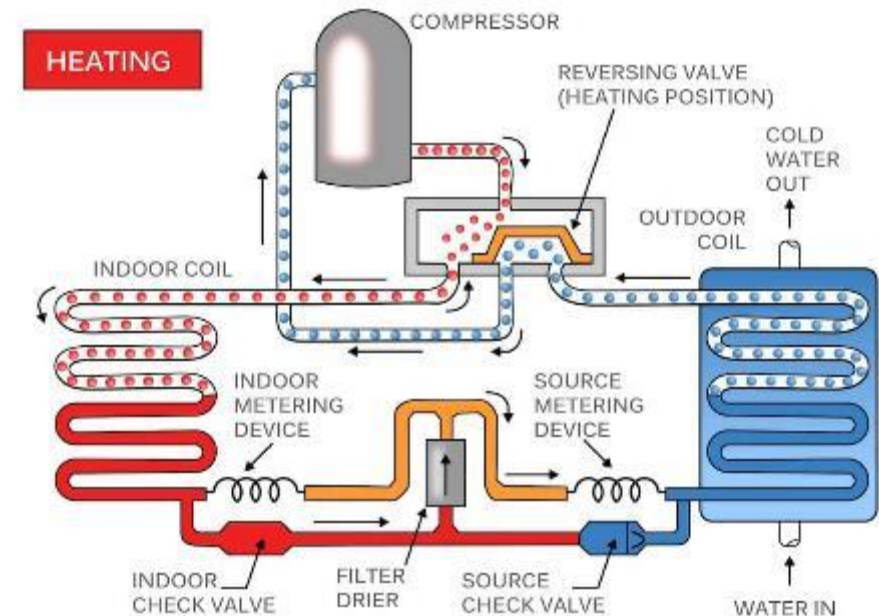 COMPRESSOR
HEATING
REVERSING VALVE
(HEATING POSITION)
COLD
WATER
OUT
OUTDOOR
COIL
INDOOR COIL
INDOOR
METERING
DEVICE
SOURCE
METERING
DEVICE
INDOOR
CHECK VALVE
FILTER
DRIER
SOURCE
CHECK VALVE
WATER IN